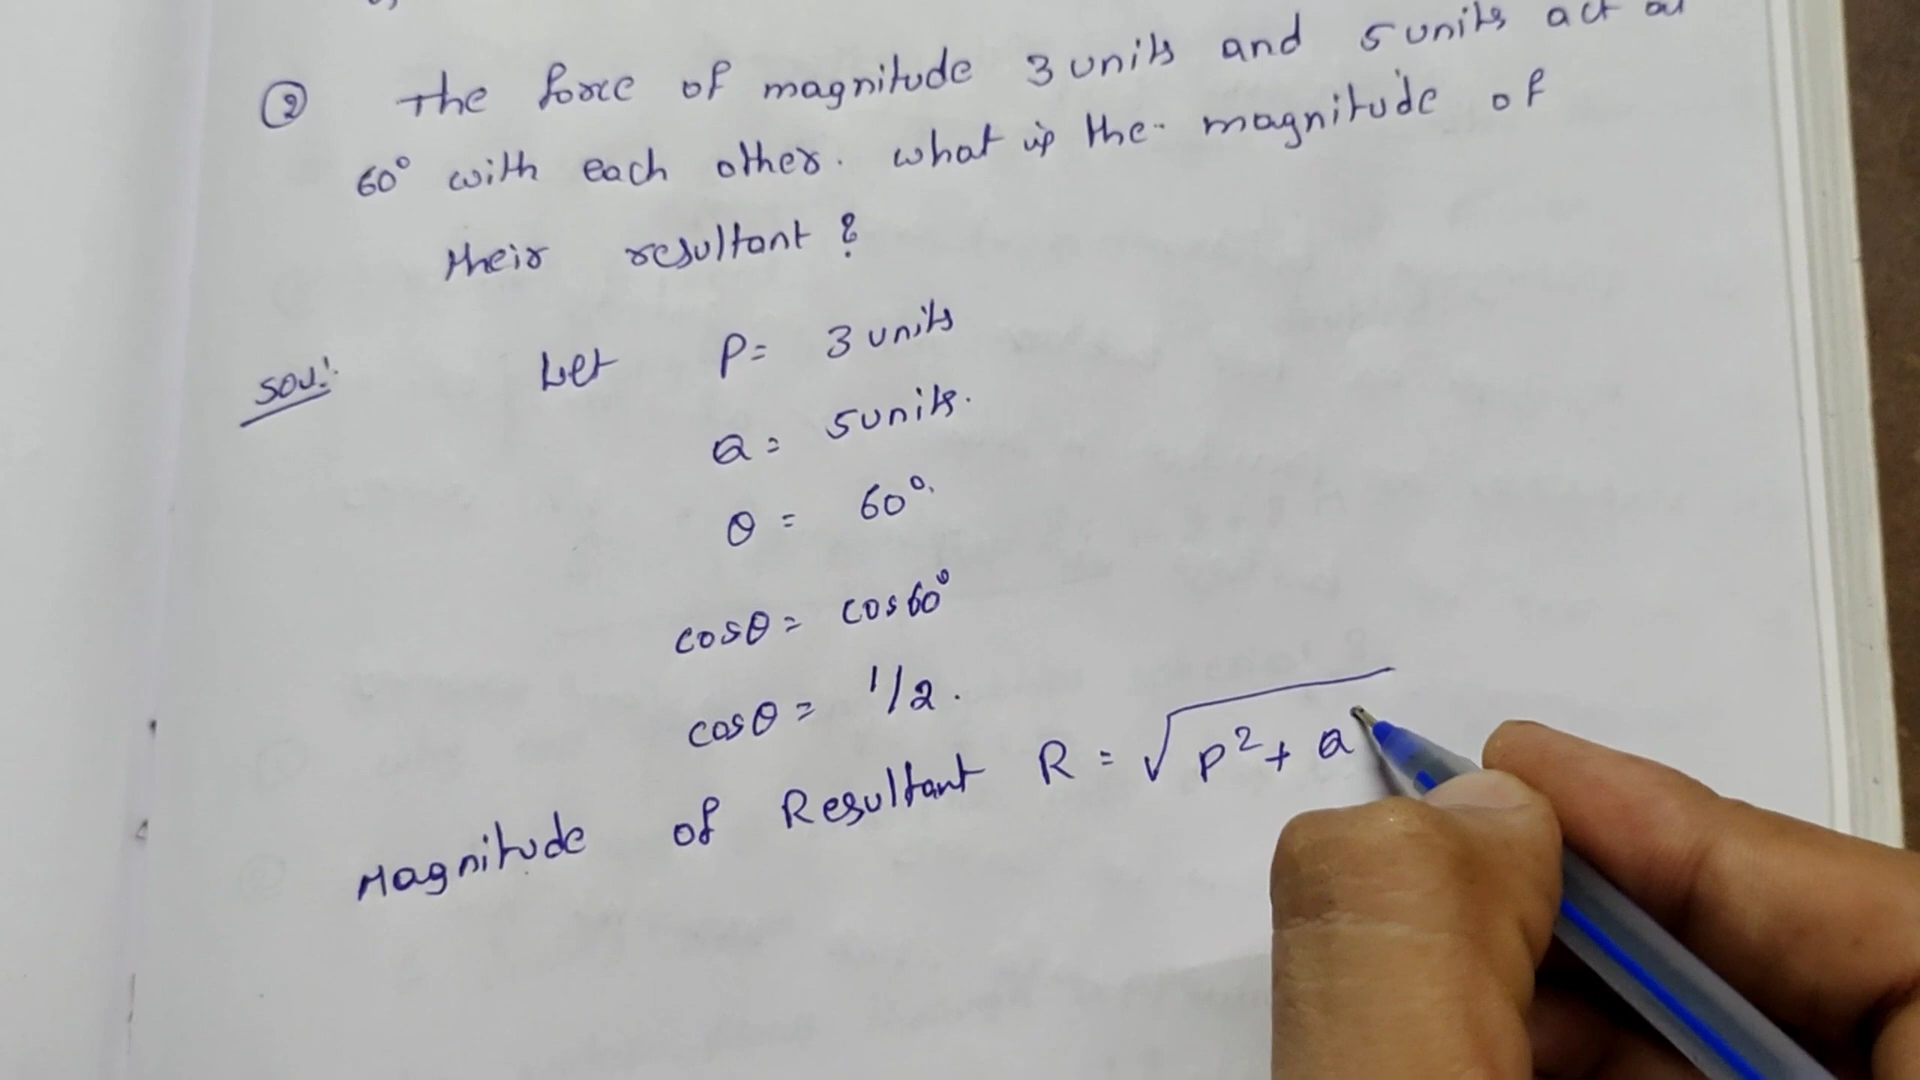 ② The force of magnitude 3 units and 5 units act at
60° with each other. what is the magnitude of
their resultant ?
Sol:
Let P = 3 units
Q = 5 units.
θ = 60°.
cosθ = cos60°
cosθ = 1/2.
Magnitude of Resultant R = √P²+Q